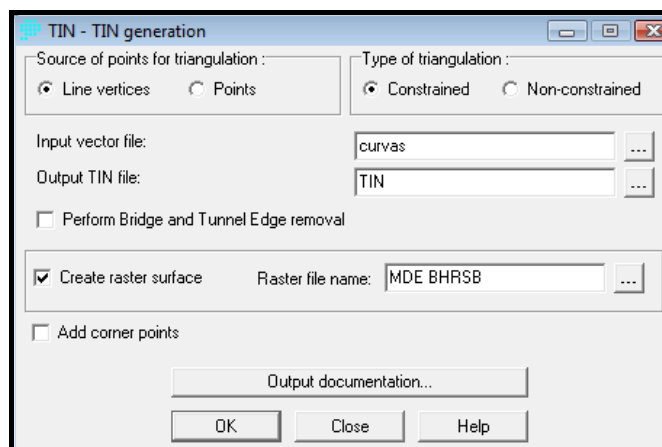 TIN - TIN generation
Source of points for triangulation :
Line vertices Points
Type of triangulation :
Constrained Non-constrained
Input vector file: curvas ...
Output TIN file: TIN ...
Perform Bridge and Tunnel Edge removal
Create raster surface Raster file name: MDE BHRSB ...
Add corner points
Output documentation...
OK Close Help